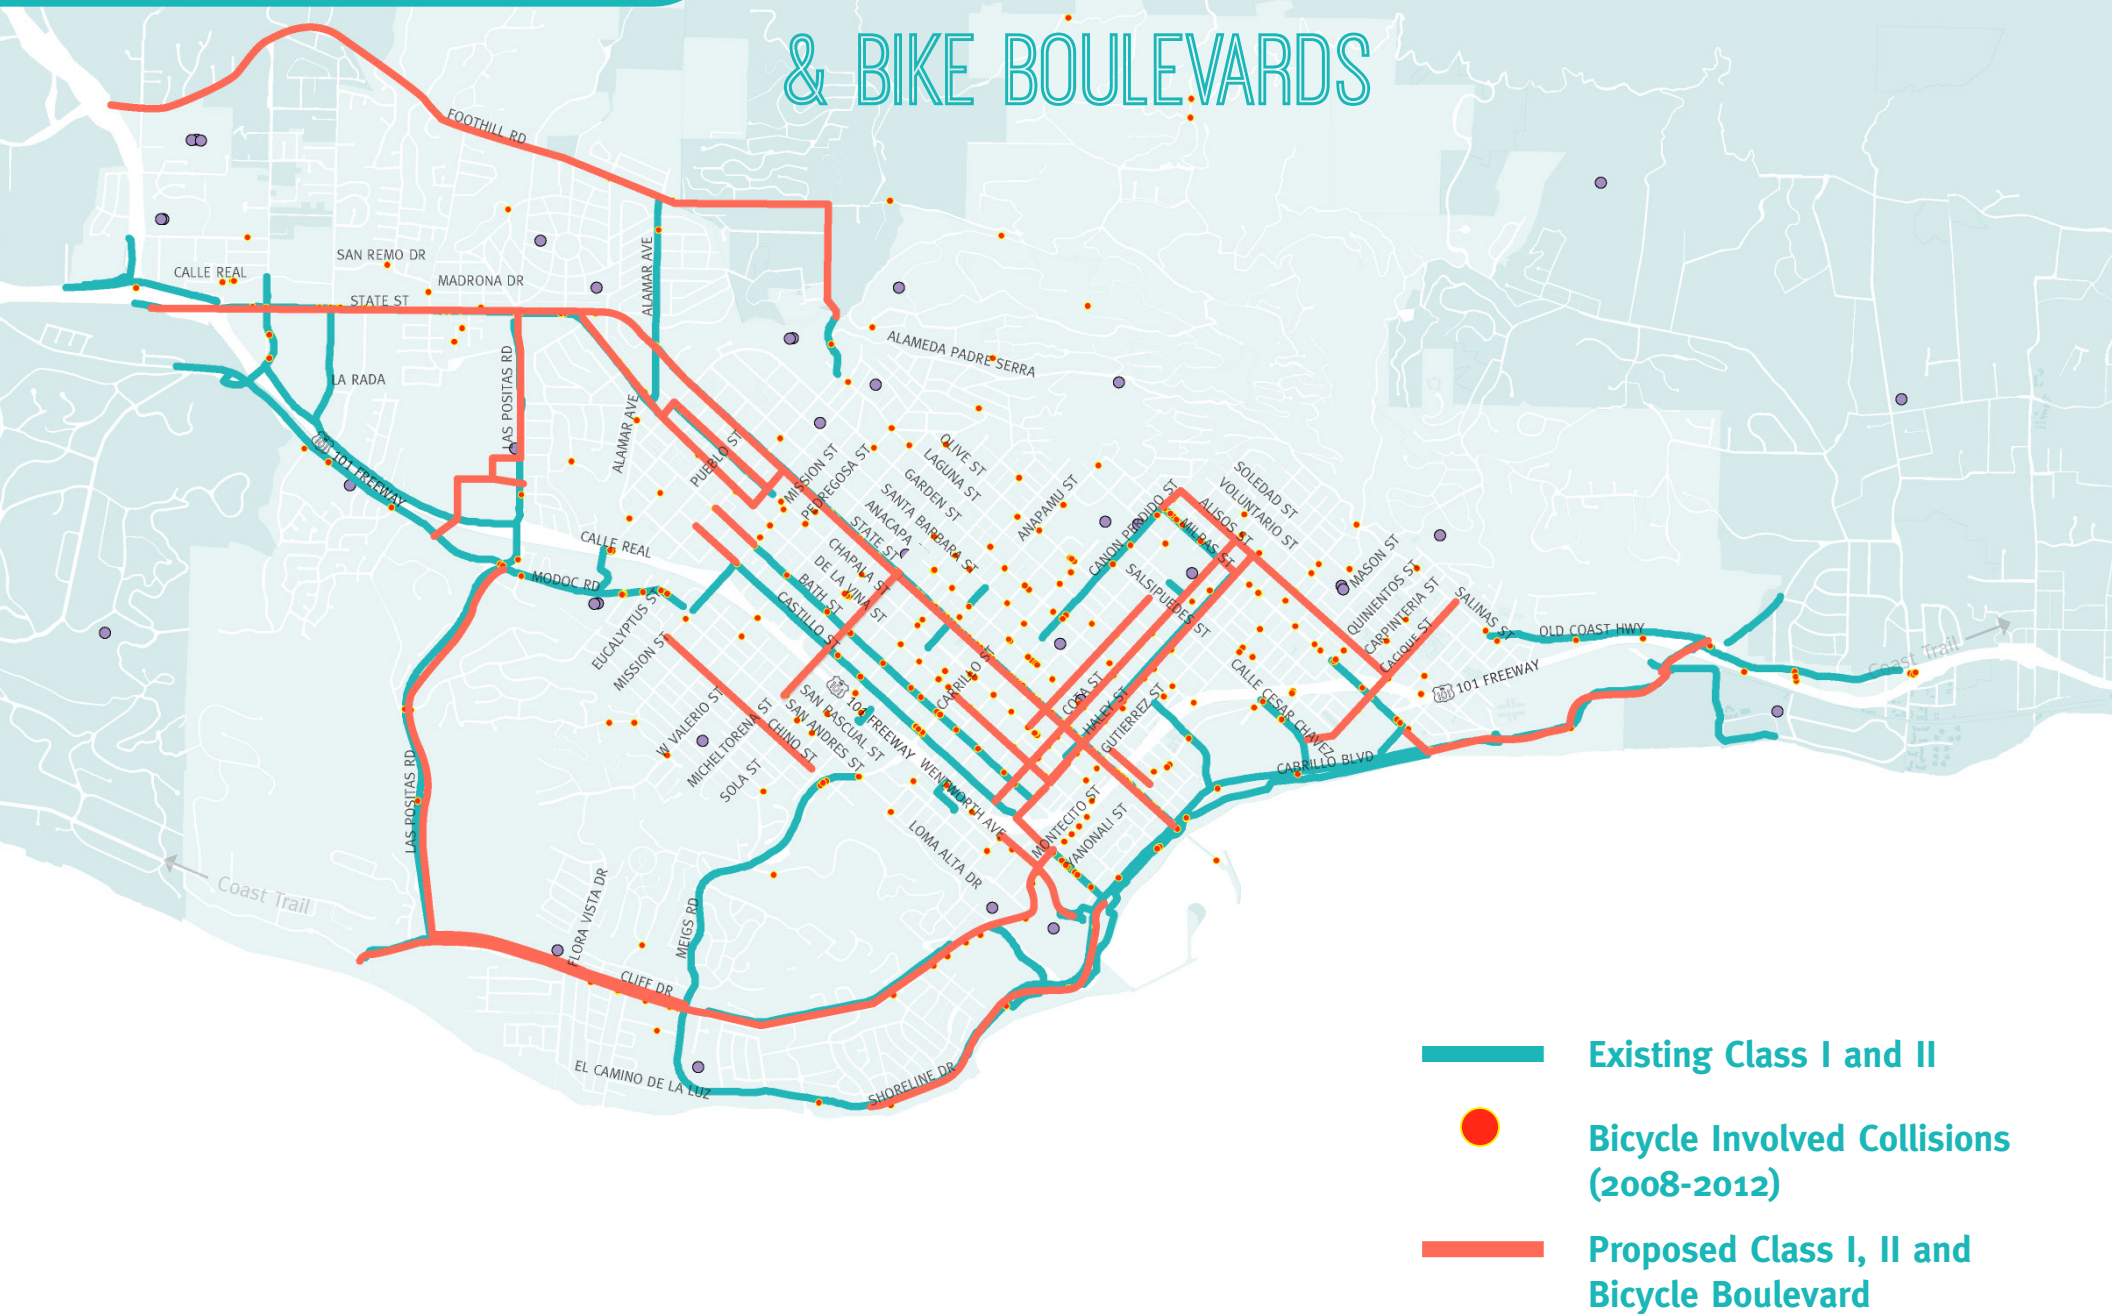 & BIKE BOULEVARDS
FOOTHILL RD
SAN REMO DR
CALLE REAL
MADRONA DR
STATE ST
ALAMAR AVE
ALAMEDA PADRE SERRA
LA RADA
LAS POSITAS RD
ALAMAR AVE
101 FREEWAY
PUEBLO ST
MISSION ST
PEDREGOSA ST
OLIVE ST
LAGUNA ST
GARDEN ST
SANTA BARBARA ST
ANACAPA
STATE ST
CHAPALA ST
DE LA VINA ST
BATH ST
CASTILLO ST
ANAPAMU ST
CANON PERDIDO ST
SOLEDAD ST
VOLUNTARIO ST
ALISOS ST
MILPAS ST
SALSIPUEDES ST
MASON ST
QUINIENTOS ST
CARPINTERIA ST
CACIQUE ST
SALINAS ST
OLD COAST HWY
Coast Trail
101 FREEWAY
CALLE REAL
MODOC RD
EUCALYPTUS ST
MISSION ST
W VALERIO ST
MICHELTORENA ST
SOLA ST
CHINO ST
SAN ANDRES ST
SAN PASCUAL ST
101 FREEWAY
WENTWORTH AVE
CARRILLO ST
COTA ST
HALEY ST
GUTIERREZ ST
CALLE CESAR CHAVEZ
CABRILLO BLVD
MONTECITO ST
YANONALI ST
LOMA ALTA DR
LAS POSITAS RD
Coast Trail
FLORA VISTA DR
MEIGS RD
CLIFF DR
EL CAMINO DE LA LUZ
SHORELINE DR
Existing Class I and II
Bicycle Involved Collisions
(2008-2012)
Proposed Class I, II and
Bicycle Boulevard